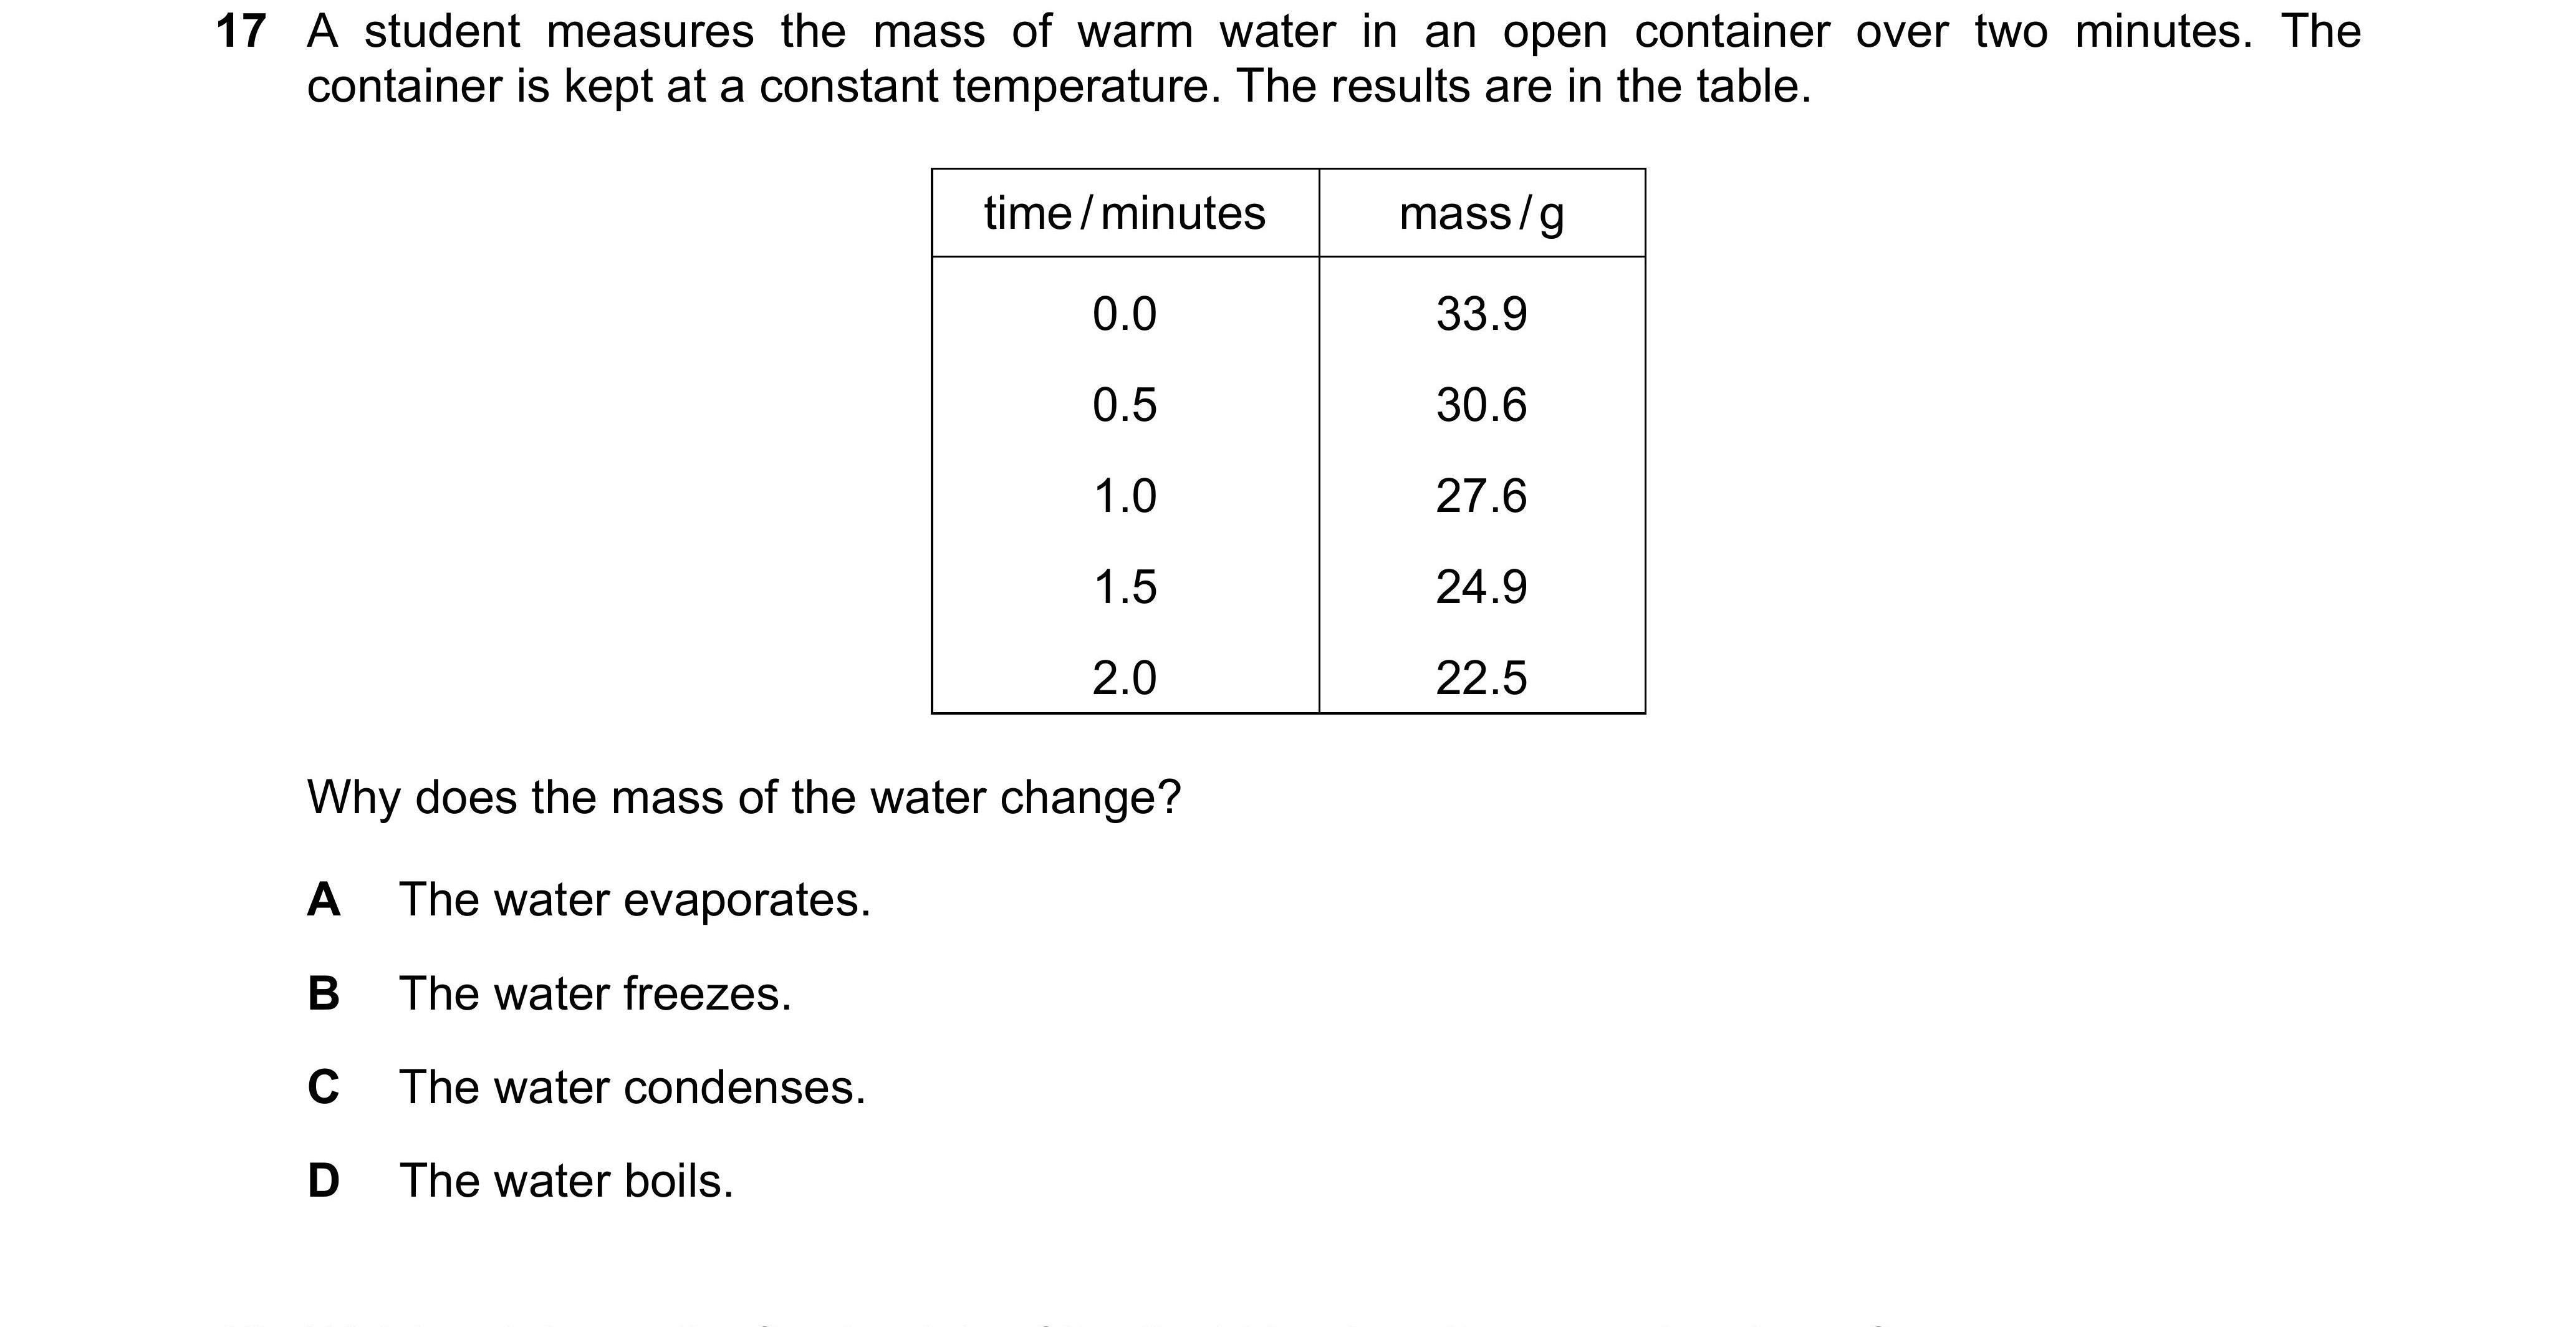 17 A student measures the mass of warm water in an open container over two minutes. The
container is kept at a constant temperature. The results are in the table.
time / minutes mass / g
0.0 33.9
0.5 30.6
1.0 27.6
1.5 24.9
2.0 22.5
Why does the mass of the water change?
A The water evaporates.
B The water freezes.
C The water condenses.
D The water boils.